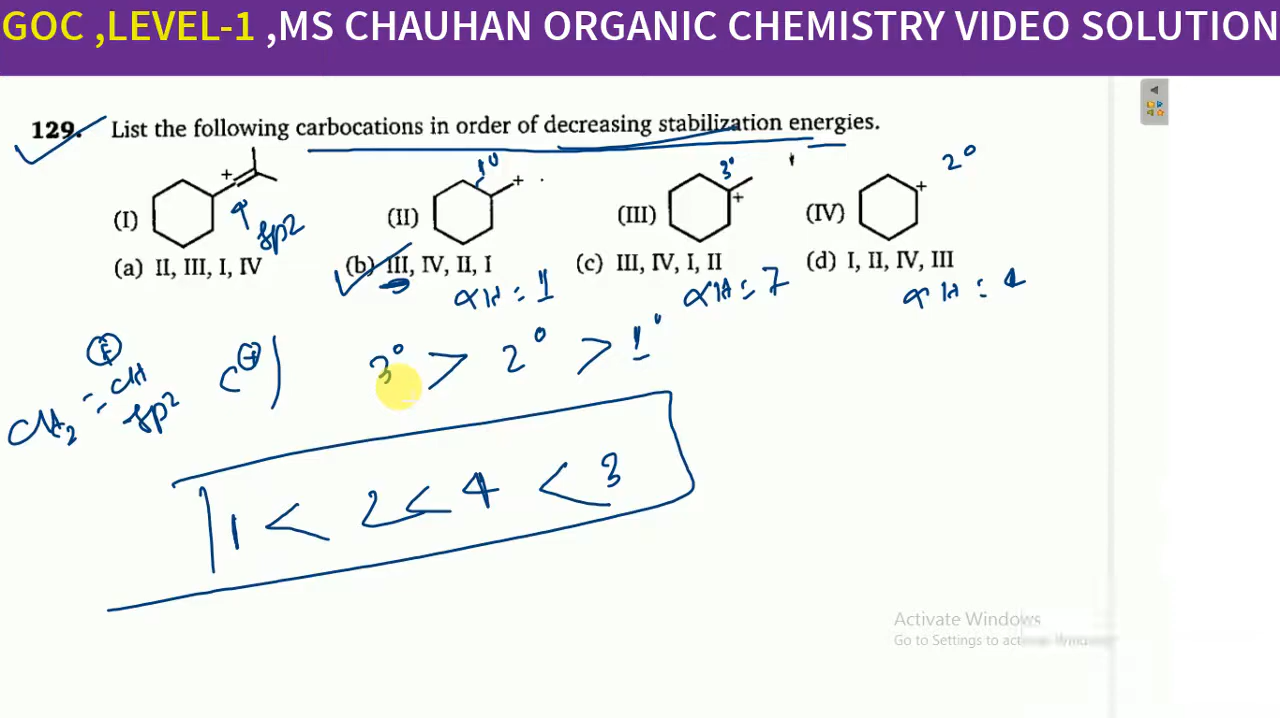 GOC ,LEVEL-1 ,MS CHAUHAN ORGANIC CHEMISTRY VIDEO SOLUTION
129. List the following carbocations in order of decreasing stabilization energies.
(I) + sp2
(II) 1° +
(III) 3° +
(IV) + 2°
(a) II, III, I, IV
(b) III, IV, II, I
(c) III, IV, I, II
(d) I, II, IV, III
αH = 1
αH = 7
αH = 4
CH2 = CH ⊕ sp2
C⊕
3° > 2° > 1°
1 < 2 < 4 < 3
Activate Windows
Go to Settings to activate Windows